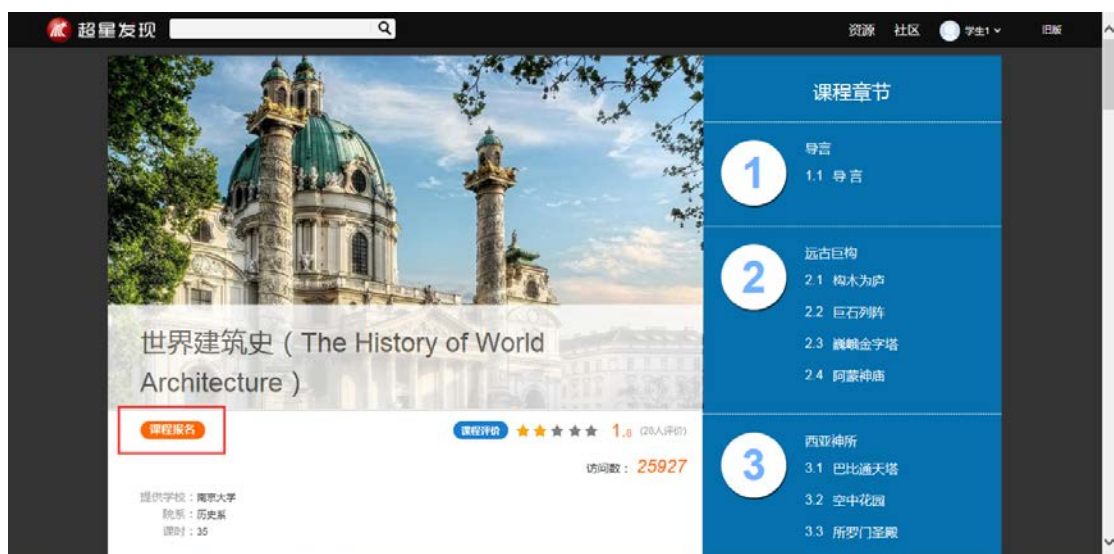 超星发现
资源 社区 学生1 旧版
世界建筑史（The History of World
Architecture）
课程报名
课程评价 1.8 (28人评价)
访问数：25927
提供学校：南京大学
院系：历史系
课时：35
课程章节
1
导言
1.1 导言
2
远古巨构
2.1 构木为庐
2.2 巨石列阵
2.3 巍峨金字塔
2.4 阿蒙神庙
3
西亚神所
3.1 巴比通天塔
3.2 空中花园
3.3 所罗门圣殿